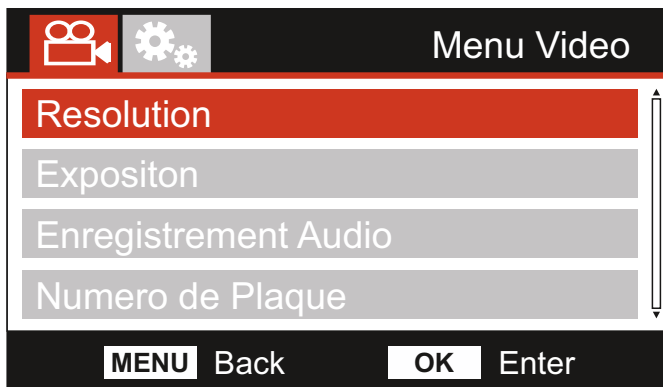 Menu Video
Resolution
Expositon
Enregistrement Audio
Numero de Plaque
MENU Back OK Enter